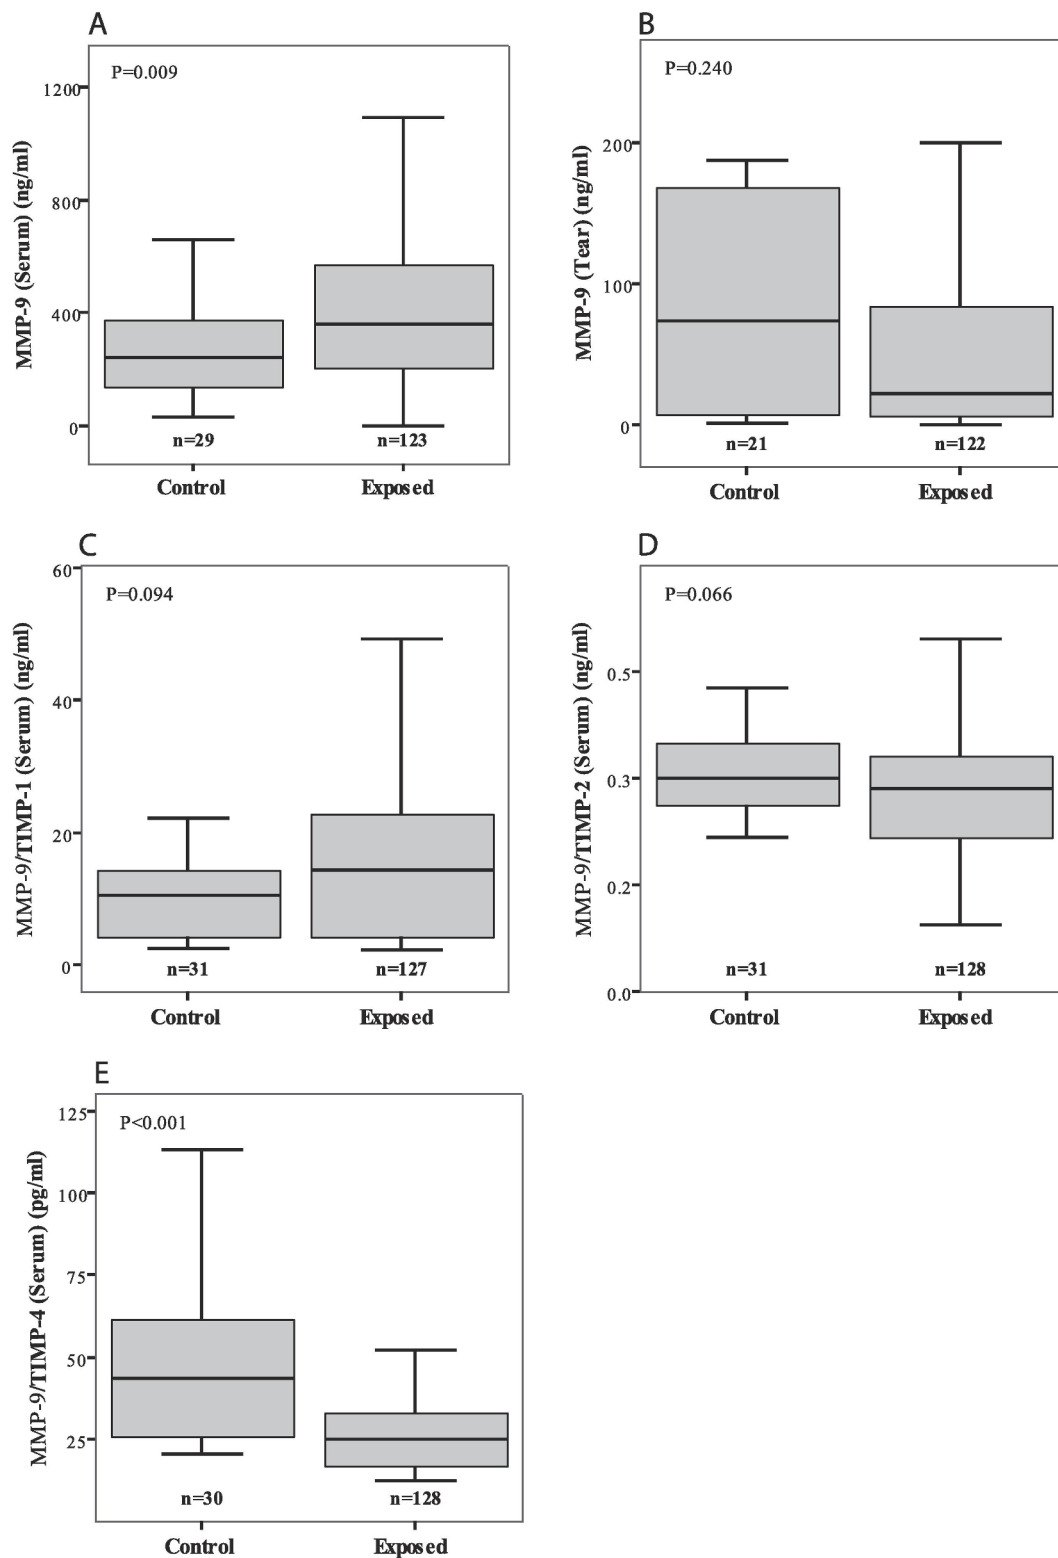 A
P=0.009
MMP-9 (Serum) (ng/ml)
1200
800
400
0
n=29
n=123
Control
Exposed
B
P=0.240
MMP-9 (Tear) (ng/ml)
200
100
0
n=21
n=122
Control
Exposed
C
P=0.094
MMP-9/TIMP-1 (Serum) (ng/ml)
60
40
20
0
n=31
n=127
Control
Exposed
D
P=0.066
MMP-9/TIMP-2 (Serum) (ng/ml)
0.5
0.3
0.2
0.0
n=31
n=128
Control
Exposed
E
P<0.001
MMP-9/TIMP-4 (Serum) (pg/ml)
125
100
75
50
25
n=30
n=128
Control
Exposed